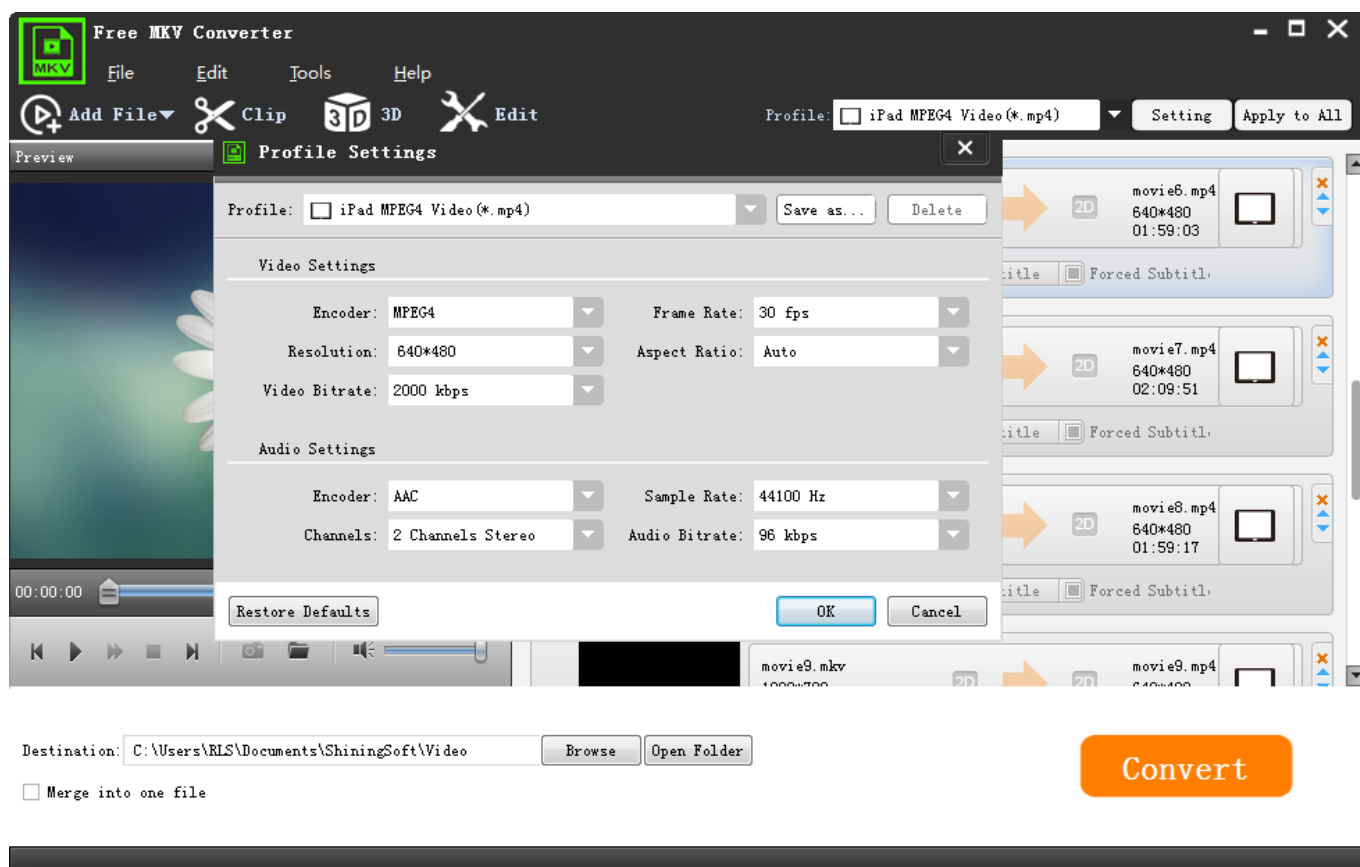 Free MKV Converter
MKV
File Edit Tools Help
Add File Clip 3D 3D Edit Profile: iPad MPEG4 Video(*.mp4) Setting Apply to All
Preview
Profile Settings
Profile: iPad MPEG4 Video(*.mp4) Save as... Delete
Video Settings
Encoder: MPEG4 Frame Rate: 30 fps
Resolution: 640*480 Aspect Ratio: Auto
Video Bitrate: 2000 kbps
Audio Settings
Encoder: AAC Sample Rate: 44100 Hz
Channels: 2 Channels Stereo Audio Bitrate: 96 kbps
Restore Defaults OK Cancel
2D movie6.mp4
640*480
01:59:03
Forced Subtitl
2D movie7.mp4
640*480
02:09:51
Forced Subtitl
2D movie8.mp4
640*480
01:59:17
Forced Subtitl
movie9.mkv 2D 2D movie9.mp4
00:00:00
Destination: C:\Users\RLS\Documents\ShiningSoft\Video Browse Open Folder
Merge into one file
Convert